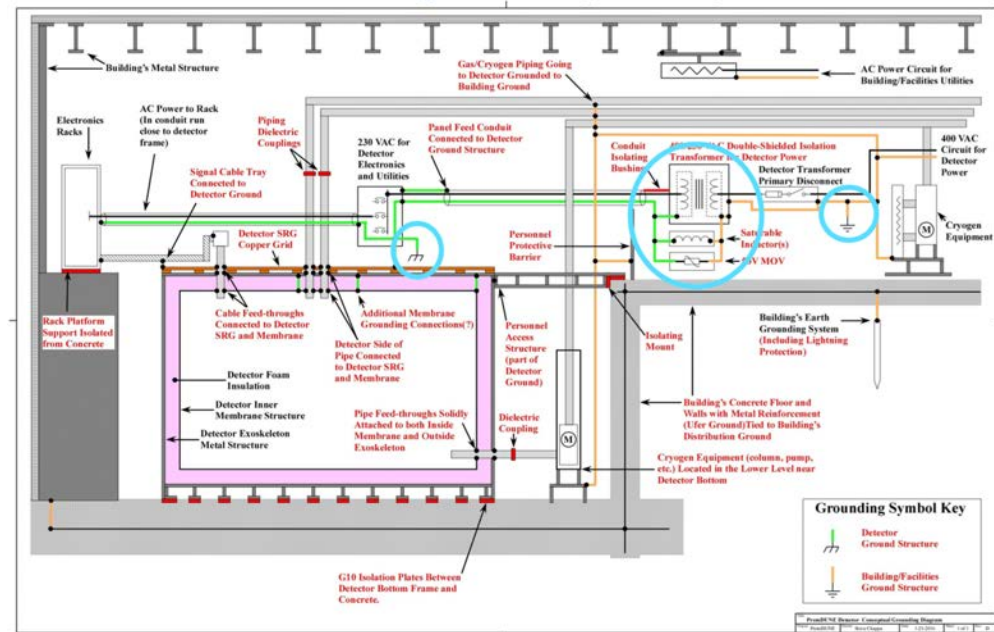 Building's Metal Structure
Gas/Cryogen Piping Going
to Detector Grounded to
Building Ground
AC Power Circuit for
Building/Facilities Utilities
Electronics
Racks
AC Power to Rack
(In conduit run
close to detector
frame)
Piping
Dielectric
Couplings
230 VAC for
Detector
Electronics
and Utilities
Panel Feed Conduit
Connected to Detector
Ground Structure
Conduit
Isolating
Bushing
VAC Double-Shielded Isolation
Transformer for Detector Power
Detector Transformer
Primary Disconnect
400 VAC
Circuit for
Detector
Power
Signal Cable Tray
Connected to
Detector Ground
Detector SRG
Copper Grid
Personnel
Protective
Barrier
Saturable
Inductor(s)
MOV
M
Cryogen
Equipment
Rack Platform
Support Isolated
from Concrete
Cable Feed-throughs
Connected to Detector
SRG and Membrane
Additional Membrane
Grounding Connections(?)
Detector Side of
Pipe Connected
to Detector SRG
and Membrane
Personnel
Access
Structure
(part of
Detector
Ground)
Isolating
Mount
Building's Earth
Grounding System
(Including Lightning
Protection)
Detector Foam
Insulation
Detector Inner
Membrane Structure
Detector Exoskeleton
Metal Structure
Pipe Feed-throughs Solidly
Attached to both Inside
Membrane and Outside
Exoskeleton
Dielectric
Coupling
M
Building's Concrete Floor and
Walls with Metal Reinforcement
(Ufer Ground)Tied to Building's
Distribution Ground
Cryogen Equipment (column, pump,
etc.) Located in the Lower Level near
Detector Bottom
G10 Isolation Plates Between
Detector Bottom Frame and
Concrete.
Grounding Symbol Key
Detector
Ground Structure
Building/Facilities
Ground Structure
ProtoDUNE Detector Conceptual Grounding Diagram